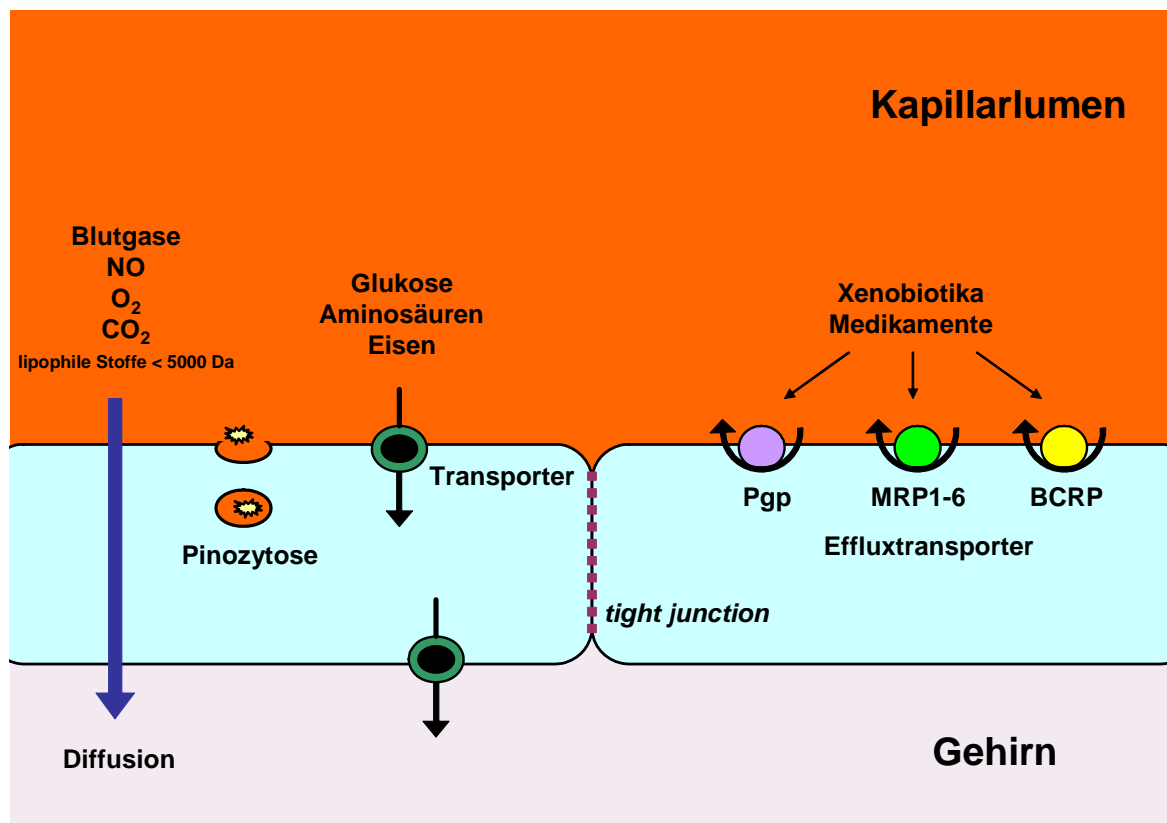 Kapillarlumen
Blutgase
NO
O₂
CO₂
lipophile Stoffe < 5000 Da
Glukose
Aminosäuren
Eisen
Xenobiotika
Medikamente
Transporter
Pinozytose
Pgp
MRP1-6
BCRP
Effluxtransporter
tight junction
Diffusion
Gehirn